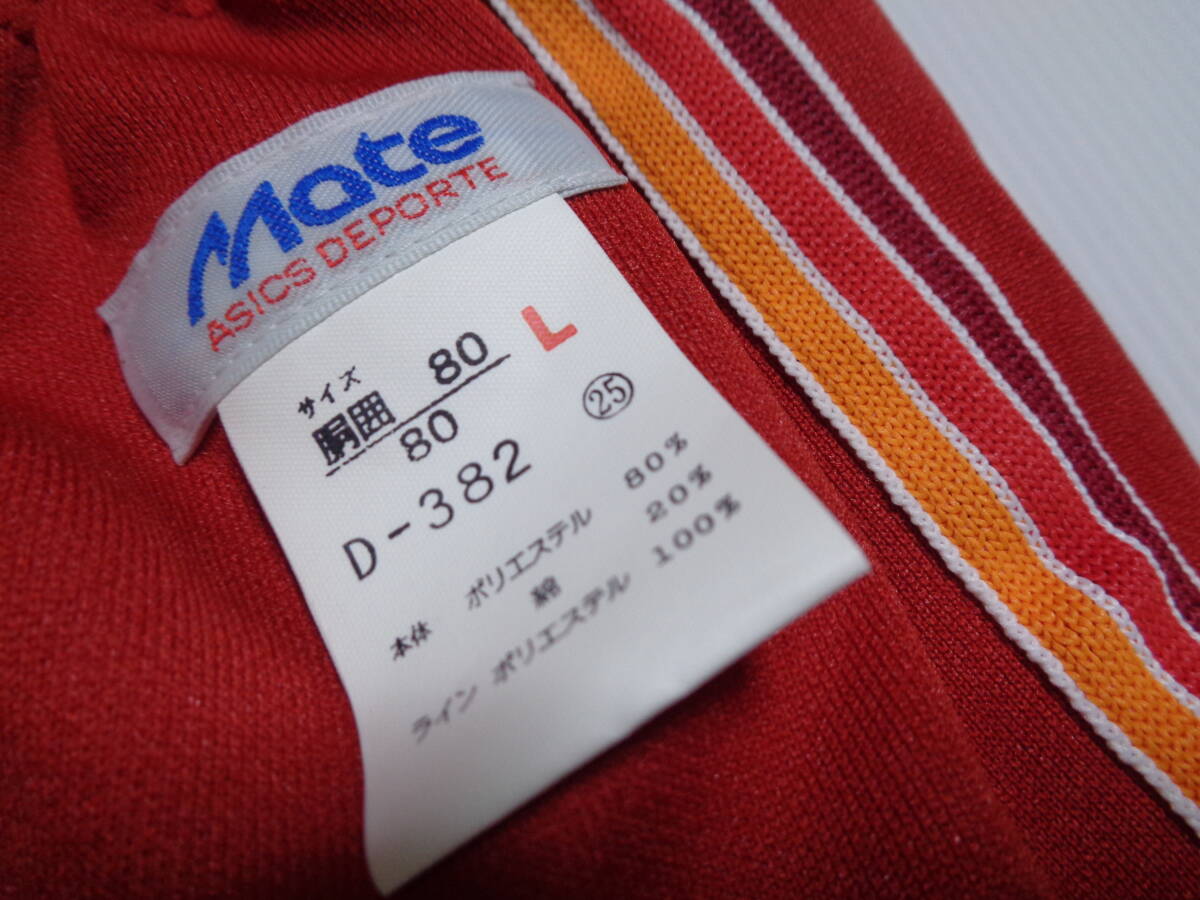 Mate
ASICS DEPORTE
サイズ
胴囲 80 L
80
D-382 ㉕
本体 ポリエステル 80%
綿 20%
ライン ポリエステル 100%